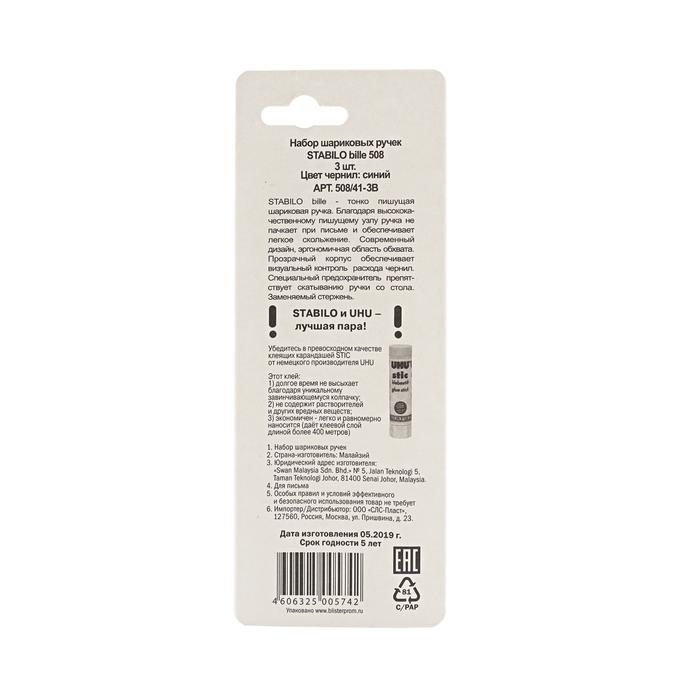 Набор шариковых ручек
STABILO bille 508
3 шт.
Цвет чернил: синий
АРТ. 508/41-3B
STABILO bille - тонко пишущая
шариковая ручка. Благодаря высокока-
чественному пишущему узлу ручка не
пачкает при письме и обеспечивает
легкое скольжение. Современный
дизайн, эргономичная область обхвата.
Прозрачный корпус обеспечивает
визуальный контроль расхода чернил.
Специальный предохранитель препят-
ствует скатыванию ручки со стола.
Заменяемый стержень.
! STABILO и UHU – !
лучшая пара!
Убедитесь в превосходном качестве
клеящих карандашей STIC
от немецкого производителя UHU
Этот клей:
1) долгое время не высыхает
благодаря уникальному
завинчивающемуся колпачку;
2) не содержит растворителей
и других вредных веществ;
3) экономичен - легко и равномерно
наносится (даёт клеевой слой
длиной более 400 метров)
UHU
stic
glue stick
1. Набор шариковых ручек
2. Страна-изготовитель: Малайзий
3. Юридический адрес изготовителя:
«Swan Malaysia Sdn. Bhd.» № 5, Jalan Teknologi 5,
Taman Teknologi Johor, 81400 Senai Johor, Malaysia.
4. Для письма
5. Особых правил и условий эффективного
и безопасного использования товар не требует
6. Импортер/Дистрибьютор: ООО «СЛС-Пласт»,
127560, Россия, Москва, ул. Пришвина, д. 23.
Дата изготовления 05.2019 г.
Срок годности 5 лет
4 606325 005742
Упаковано www.blisterprom.ru
EAC
81
C/PAP